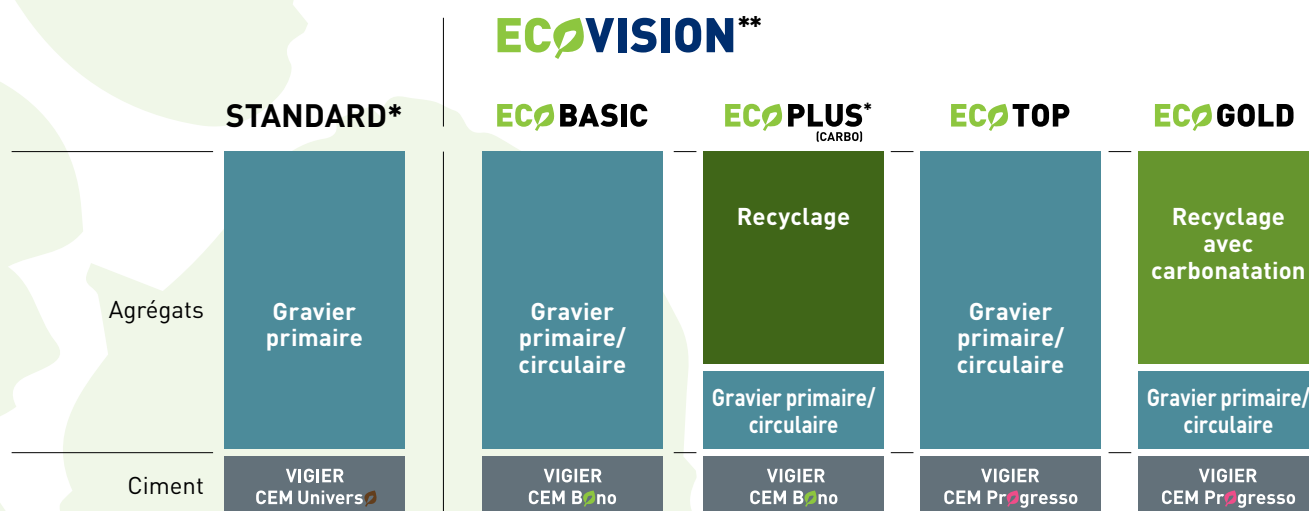 ECOVISION**
STANDARD*
ECOBASIC
ECOPLUS*
(CARBO)
ECOTOP
ECOGOLD
Agrégats
Gravier
primaire
Gravier
primaire/
circulaire
Recyclage
Gravier primaire/
circulaire
Gravier
primaire/
circulaire
Recyclage
avec
carbonatation
Gravier primaire/
circulaire
Ciment
VIGIER
CEM Universo
VIGIER
CEM Bono
VIGIER
CEM Bono
VIGIER
CEM Progresso
VIGIER
CEM Progresso